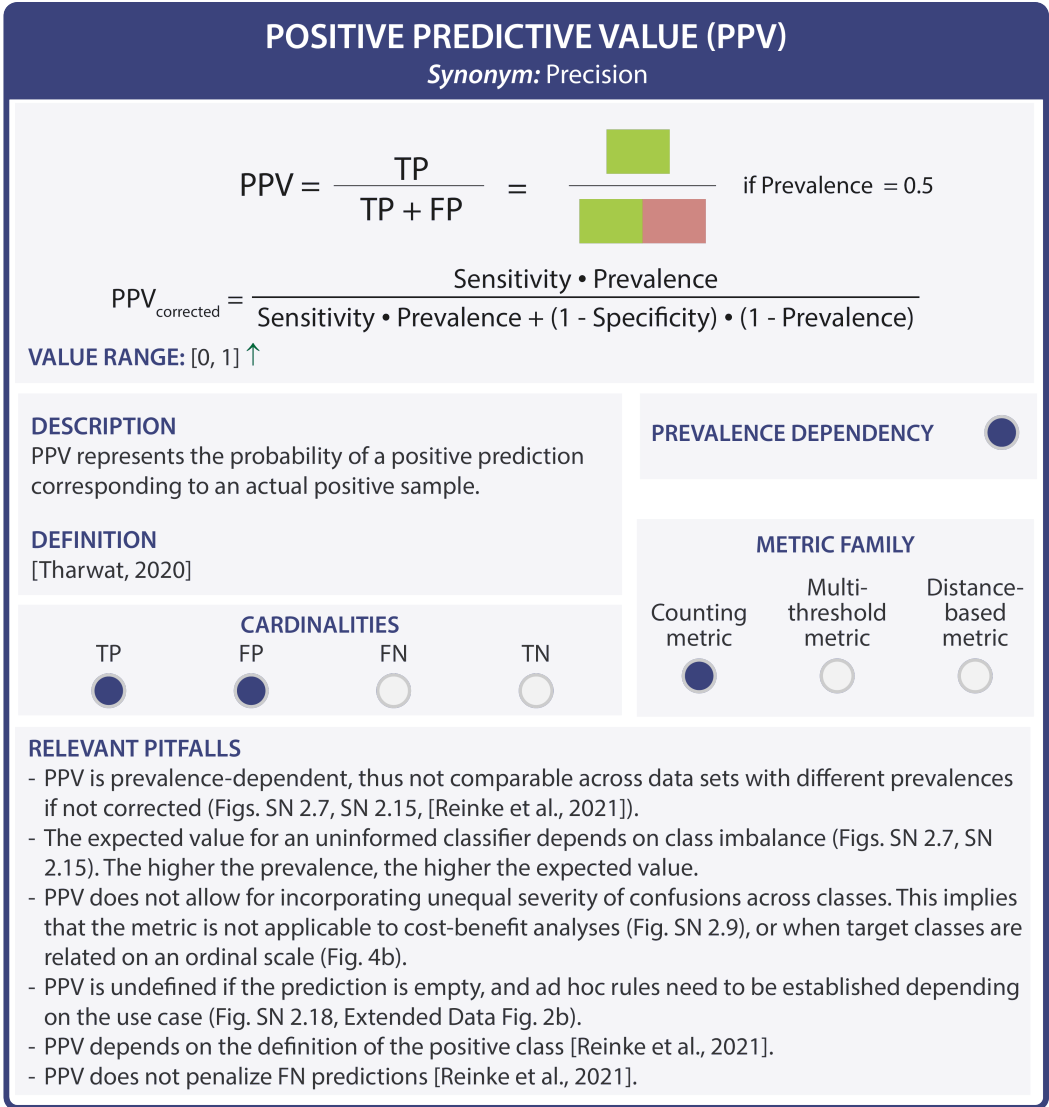 POSITIVE PREDICTIVE VALUE (PPV)
Synonym: Precision
PPV = TP / TP + FP = if Prevalence = 0.5
PPVcorrected = Sensitivity • Prevalence / Sensitivity • Prevalence + (1 - Specificity) • (1 - Prevalence)
VALUE RANGE: [0, 1] ↑
DESCRIPTION
PPV represents the probability of a positive prediction
corresponding to an actual positive sample.
DEFINITION
[Tharwat, 2020]
PREVALENCE DEPENDENCY
CARDINALITIES
TP FP FN TN
METRIC FAMILY
Counting metric
Multi-threshold metric
Distance-based metric
RELEVANT PITFALLS
- PPV is prevalence-dependent, thus not comparable across data sets with different prevalences
if not corrected (Figs. SN 2.7, SN 2.15, [Reinke et al., 2021]).
- The expected value for an uninformed classifier depends on class imbalance (Figs. SN 2.7, SN
2.15). The higher the prevalence, the higher the expected value.
- PPV does not allow for incorporating unequal severity of confusions across classes. This implies
that the metric is not applicable to cost-benefit analyses (Fig. SN 2.9), or when target classes are
related on an ordinal scale (Fig. 4b).
- PPV is undefined if the prediction is empty, and ad hoc rules need to be established depending
on the use case (Fig. SN 2.18, Extended Data Fig. 2b).
- PPV depends on the definition of the positive class [Reinke et al., 2021].
- PPV does not penalize FN predictions [Reinke et al., 2021].